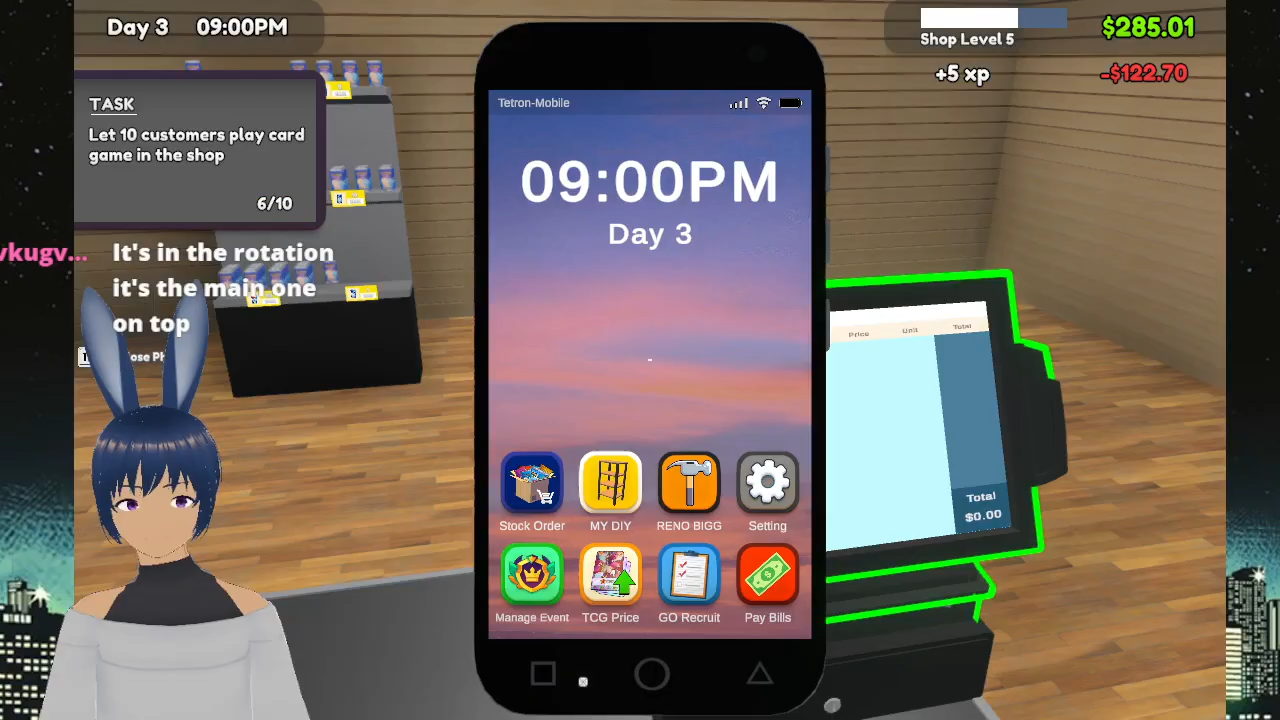 Day 3 09:00PM
Shop Level 5
$285.01
+5 xp
-$122.70
TASK
Let 10 customers play card
game in the shop
6/10
vkugv... It's in the rotation
it's the main one
on top
Tetron-Mobile
09:00PM
Day 3
Stock Order MY DIY RENO BIGG Setting
Manage Event TCG Price GO Recruit Pay Bills
Price Unit Total
Total
$0.00